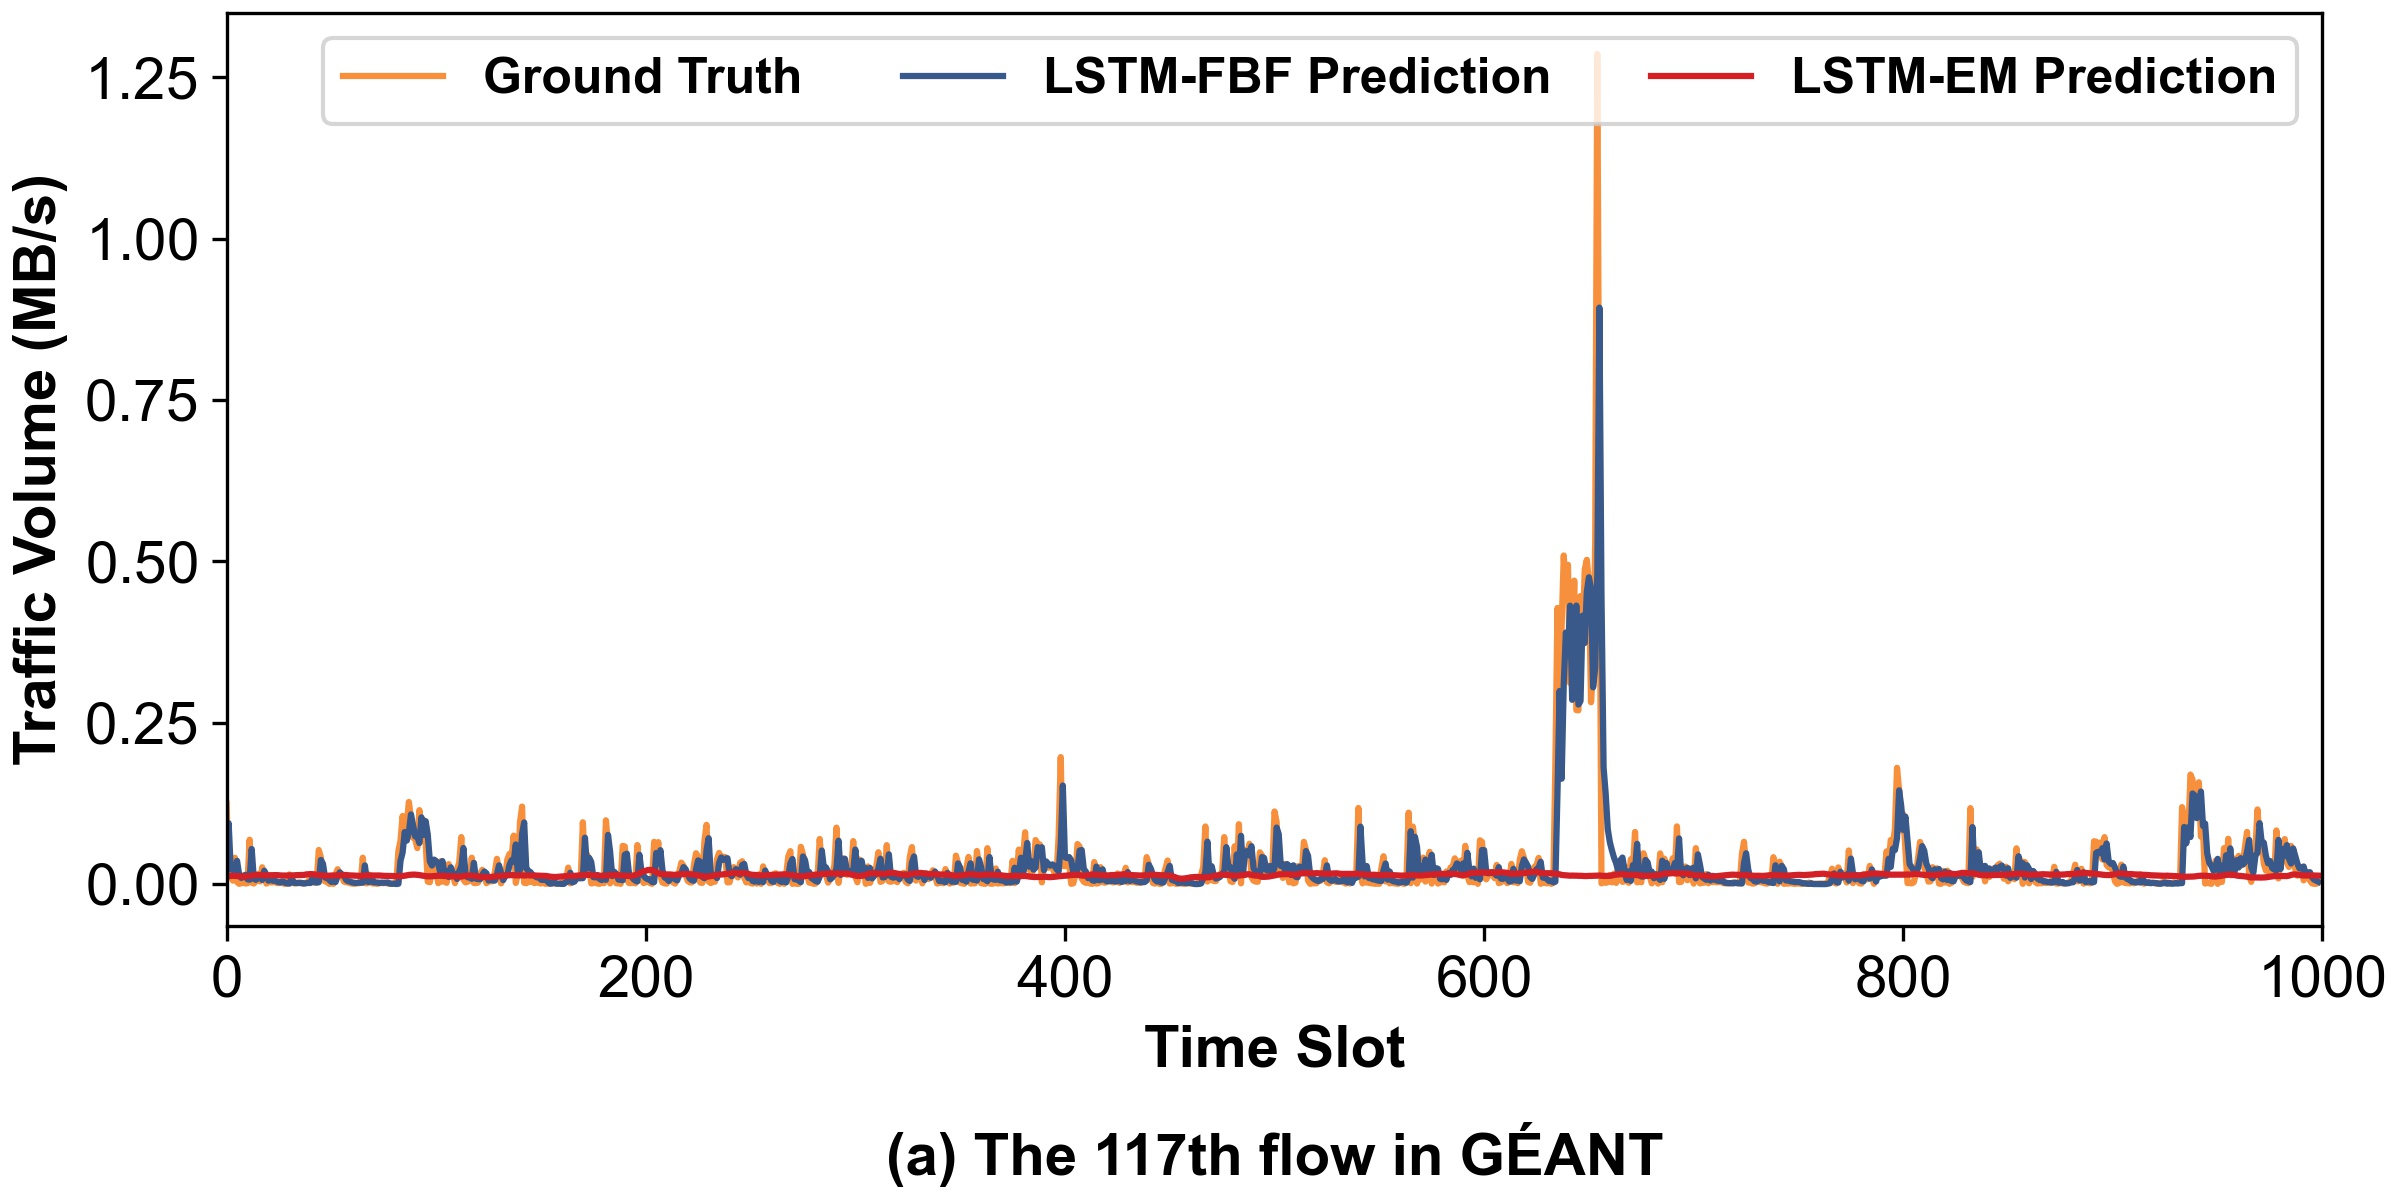 Ground Truth LSTM-FBF Prediction LSTM-EM Prediction
Traffic Volume (MB/s)
1.25
1.00
0.75
0.50
0.25
0.00
0 200 400 600 800 1000
Time Slot
(a) The 117th flow in GÉANT